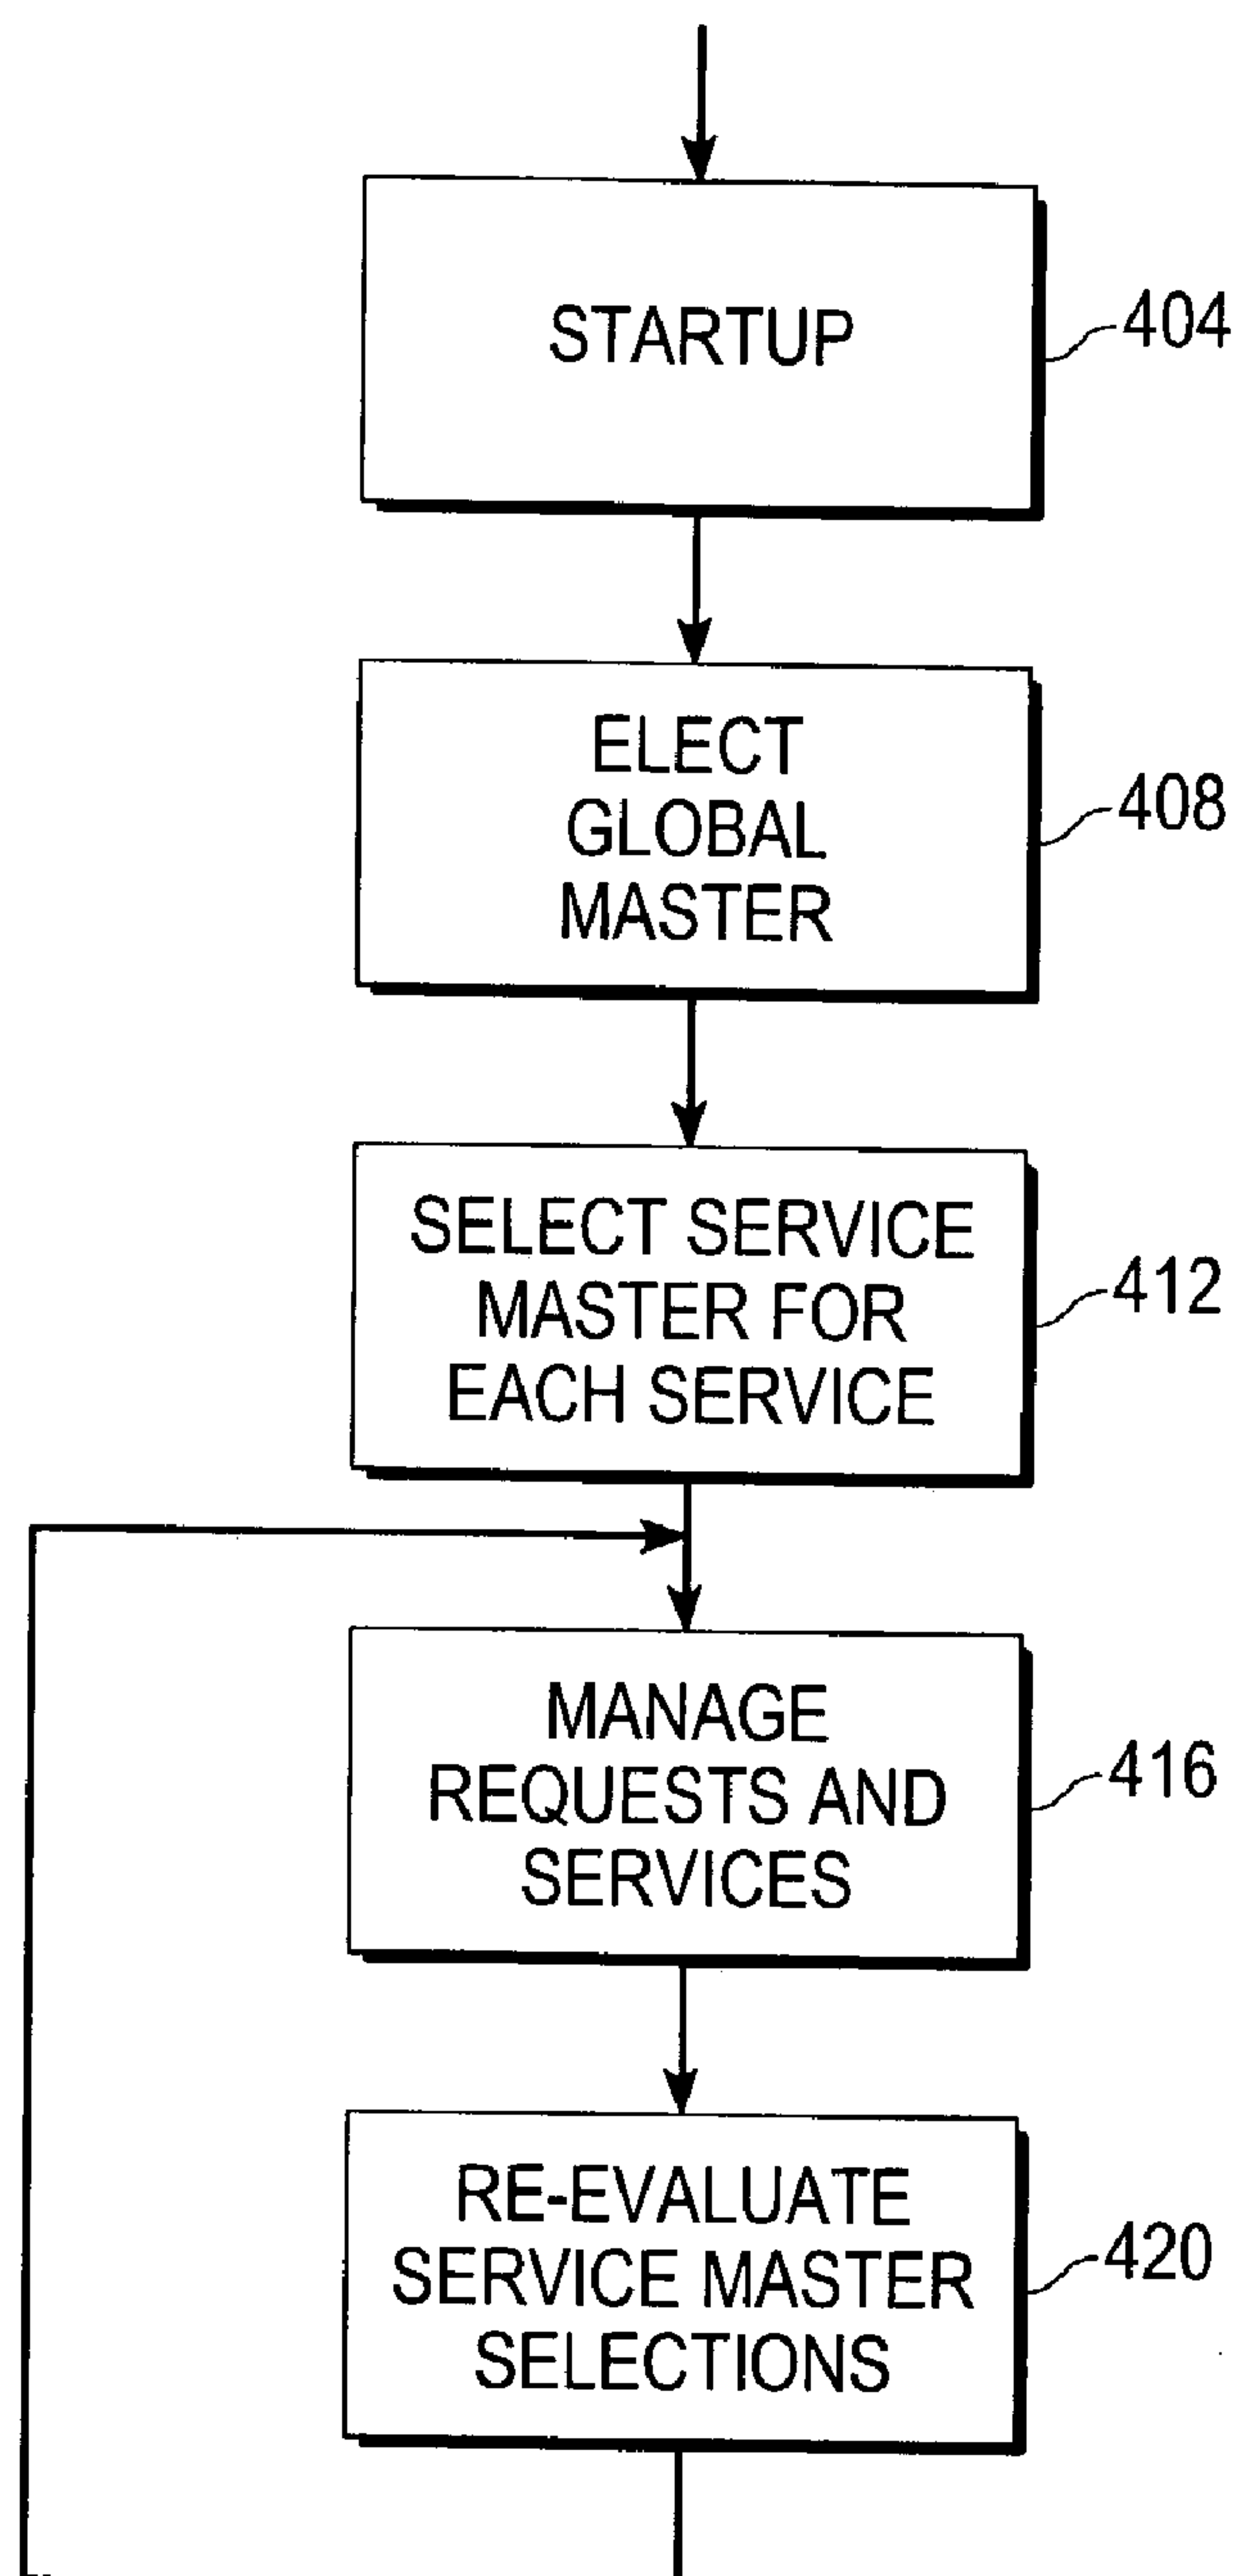 STARTUP
404
ELECT
GLOBAL
MASTER
408
SELECT SERVICE
MASTER FOR
EACH SERVICE
412
MANAGE
REQUESTS AND
SERVICES
416
RE-EVALUATE
SERVICE MASTER
SELECTIONS
420